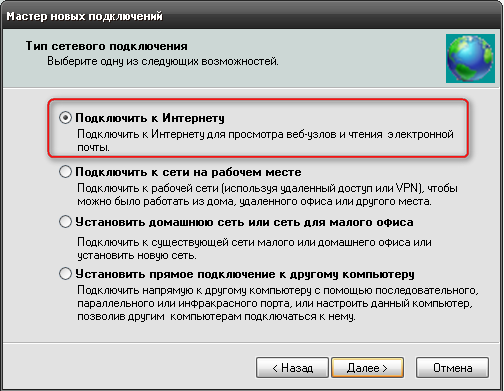 Мастер новых подключений
Тип сетевого подключения
Выберите одну из следующих возможностей.
Подключить к Интернету
Подключить к Интернету для просмотра веб-узлов и чтения электронной
почты.
Подключить к сети на рабочем месте
Подключить к рабочей сети (используя удаленный доступ или VPN), чтобы
можно было работать из дома, удаленного офиса или другого места.
Установить домашнюю сеть или сеть для малого офиса
Подключить к существующей сети малого или домашнего офиса или
установить новую сеть.
Установить прямое подключение к другому компьютеру
Подключить напрямую к другому компьютеру с помощью последовательного,
параллельного или инфракрасного порта, или настроить данный компьютер,
позволив другим компьютерам подключаться к нему.
< Назад
Далее >
Отмена